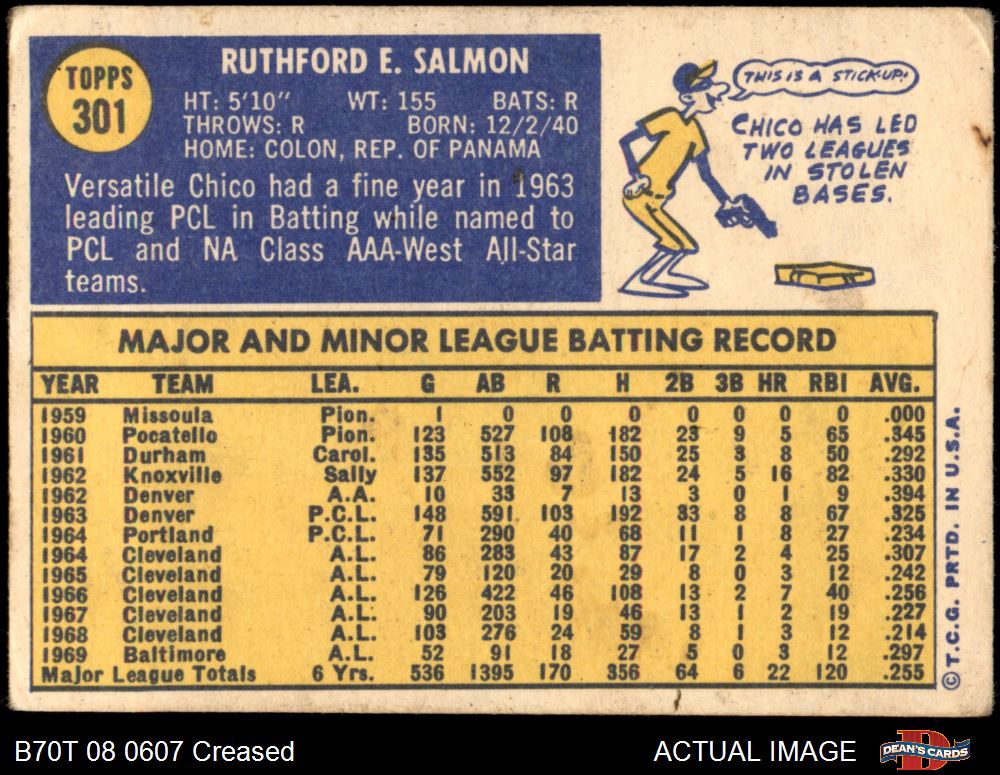 TOPPS
301
RUTHFORD E. SALMON
HT: 5'10" WT: 155 BATS: R
THROWS: R BORN: 12/2/40
HOME: COLON, REP. OF PANAMA
Versatile Chico had a fine year in 1963
leading PCL in Batting while named to
PCL and NA Class AAA-West All-Star
teams.
THIS IS A STICK-UP!
CHICO HAS LED
TWO LEAGUES
IN STOLEN
BASES.
MAJOR AND MINOR LEAGUE BATTING RECORD
YEAR TEAM LEA. G AB R H 2B 3B HR RBI AVG.
1959 Missoula Pion. 1 0 0 0 0 0 0 0 .000
1960 Pocatello Pion. 123 527 108 182 23 9 5 65 .345
1961 Durham Carol. 135 513 84 150 25 3 8 50 .292
1962 Knoxville Sally 137 552 97 182 24 5 16 82 .330
1962 Denver A.A. 10 33 7 13 3 0 1 9 .394
1963 Denver P.C.L. 148 591 103 192 33 8 8 67 .325
1964 Portland P.C.L. 71 290 40 68 11 1 8 27 .234
1964 Cleveland A.L. 86 283 43 87 17 2 4 25 .307
1965 Cleveland A.L. 79 120 20 29 8 0 3 12 .242
1966 Cleveland A.L. 126 422 46 108 13 2 7 40 .256
1967 Cleveland A.L. 90 203 19 46 13 1 2 19 .227
1968 Cleveland A.L. 103 276 24 59 8 1 3 12 .214
1969 Baltimore A.L. 52 91 18 27 5 0 3 12 .297
Major League Totals 6 Yrs. 536 1395 170 356 64 6 22 120 .255
©T.C.G. PRTD. IN U.S.A.
B70T 08 0607 Creased
ACTUAL IMAGE
D
DEAN'S CARDS